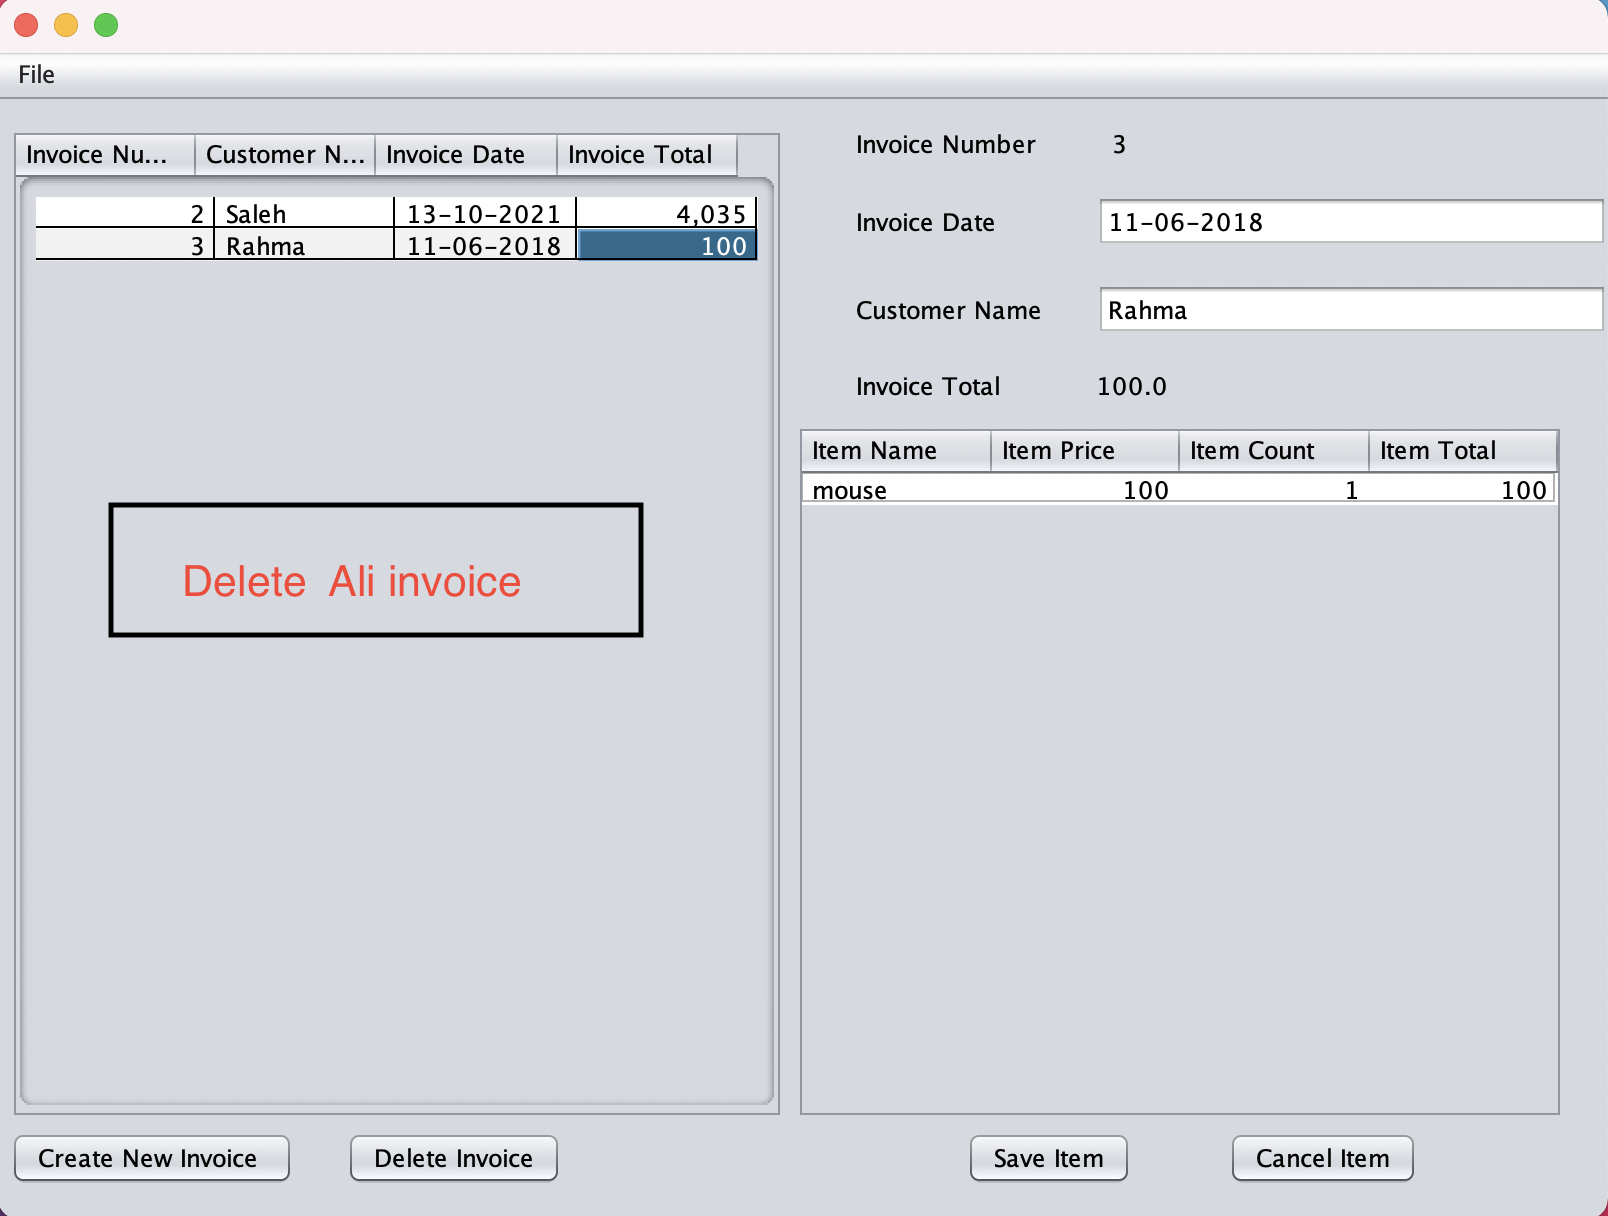 File
Invoice Nu... Customer N... Invoice Date Invoice Total
2 Saleh 13-10-2021 4,035
3 Rahma 11-06-2018 100
Delete Ali invoice
Create New Invoice Delete Invoice
Invoice Number 3
Invoice Date 11-06-2018
Customer Name Rahma
Invoice Total 100.0
Item Name Item Price Item Count Item Total
mouse 100 1 100
Save Item Cancel Item